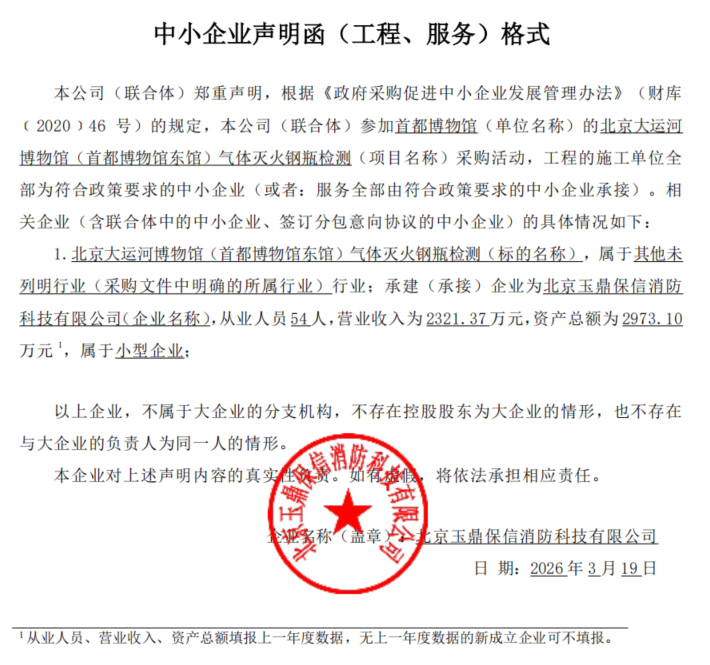 中小企业声明函（工程、服务）格式
本公司（联合体）郑重声明，根据《政府采购促进中小企业发展管理办法》（财库
﹝2020﹞46 号）的规定，本公司（联合体）参加首都博物馆（单位名称）的北京大运河
博物馆（首都博物馆东馆）气体灭火钢瓶检测（项目名称）采购活动，工程的施工单位全
部为符合政策要求的中小企业（或者：服务全部由符合政策要求的中小企业承接）。相
关企业（含联合体中的中小企业、签订分包意向协议的中小企业）的具体情况如下：
1.北京大运河博物馆（首都博物馆东馆）气体灭火钢瓶检测（标的名称），属于其他未
列明行业（采购文件中明确的所属行业）行业；承建（承接）企业为北京玉鼎保信消防
科技有限公司(企业名称),从业人员54人，营业收入为2321.37万元，资产总额为2973.10
万元¹，属于小型企业；
以上企业，不属于大企业的分支机构，不存在控股股东为大企业的情形，也不存在
与大企业的负责人为同一人的情形。
本企业对上述声明内容的真实性负责。如有虚假，将依法承担相应责任。
北京玉鼎保信消防科技有限公司
企业名称（盖章）：北京玉鼎保信消防科技有限公司
日 期：2026年3月19日
¹从业人员、营业收入、资产总额填报上一年度数据，无上一年度数据的新成立企业可不填报。